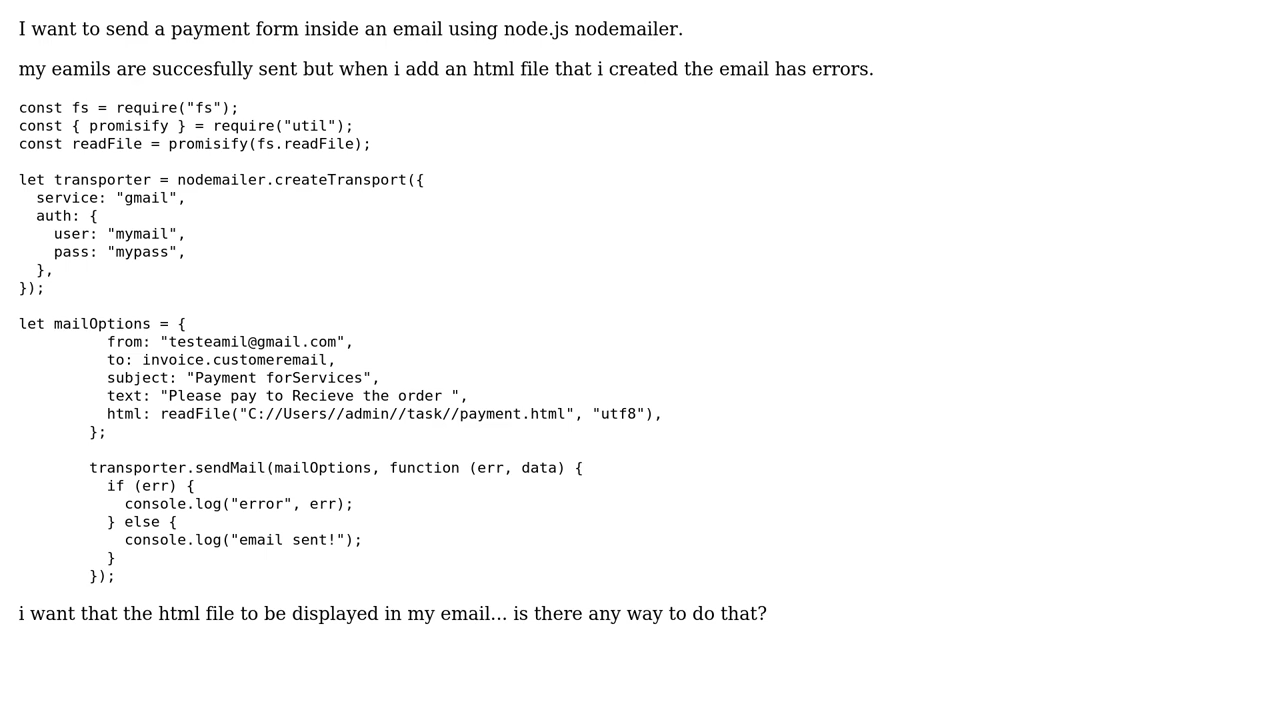 I want to send a payment form inside an email using node.js nodemailer.
my eamils are succesfully sent but when i add an html file that i created the email has errors.
const fs = require("fs");
const { promisify } = require("util");
const readFile = promisify(fs.readFile);
let transporter = nodemailer.createTransport({
  service: "gmail",
  auth: {
    user: "mymail",
    pass: "mypass",
  },
});
let mailOptions = {
          from: "testeamil@gmail.com",
          to: invoice.customeremail,
          subject: "Payment forServices",
          text: "Please pay to Recieve the order ",
          html: readFile("C://Users//admin//task//payment.html", "utf8"),
        };
        transporter.sendMail(mailOptions, function (err, data) {
          if (err) {
            console.log("error", err);
          } else {
            console.log("email sent!");
          }
        });
i want that the html file to be displayed in my email... is there any way to do that?